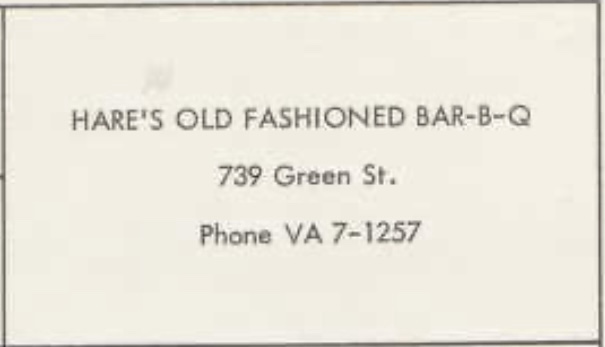 HARE'S OLD FASHIONED BAR-B-Q
739 Green St.
Phone VA 7-1257